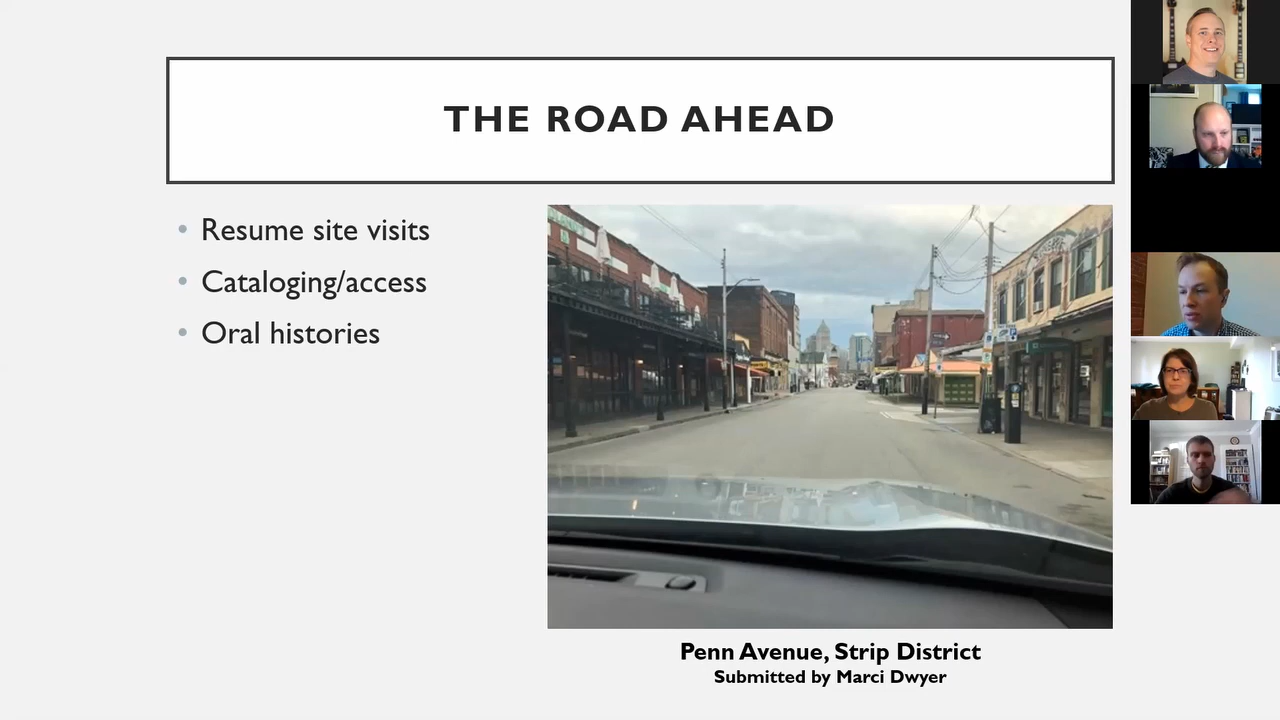 THE ROAD AHEAD
Resume site visits
Cataloging/access
Oral histories
Penn Avenue, Strip District
Submitted by Marci Dwyer